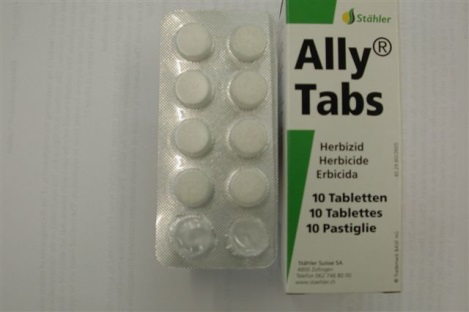 Stähler
Ally®
Tabs
Herbizid
Herbicide
Erbicida
10 Tabletten
10 Tablettes
10 Pastiglie
Stähler Suisse SA
4800 Zofingen
www.staehler.ch